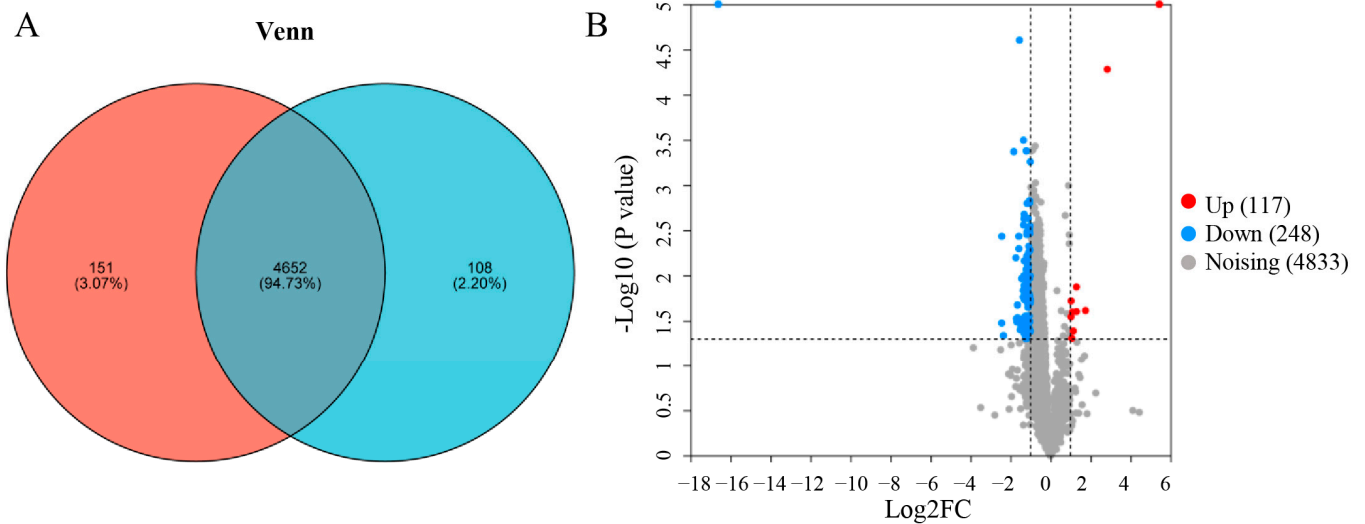 A
Venn
151
(3.07%)
4652
(94.73%)
108
(2.20%)
B
5
4.5
4
3.5
3
2.5
2
1.5
1
0.5
0
-Log10 (P value)
−18 −16 −14 −12 −10 −8 −6 −4 −2 0 2 4 6
Log2FC
Up (117)
Down (248)
Noising (4833)